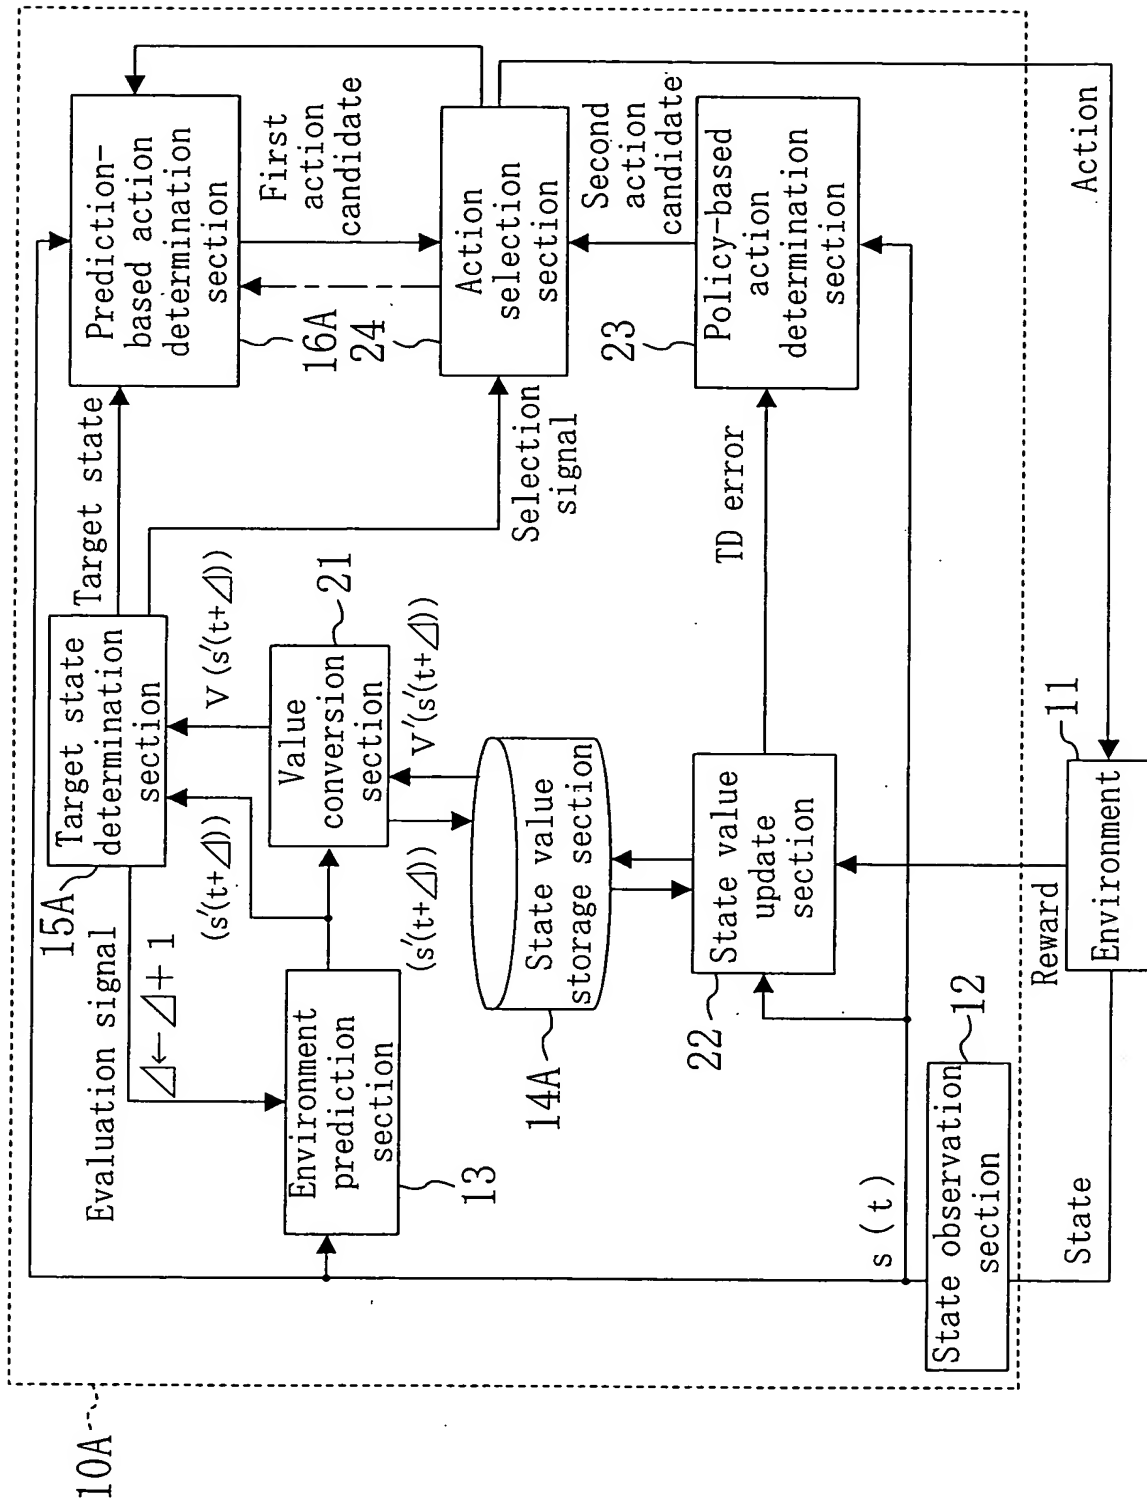 10A
Evaluation signal
Δ←Δ+1
15A
Target state
determination
section
Target state
Prediction-
based action
determination
section
16A
First
action
candidate
(s'(t+Δ))
V(s'(t+Δ))
Environment
prediction
section
13
Value
conversion
section
21
(s'(t+Δ))
V'(s'(t+Δ))
Selection
signal
24
Action
selection
section
State value
storage section
14A
Second
action
candidate
23
Policy-based
action
determination
section
TD error
State value
update
section
22
s(t)
State observation
section
12
State
Reward
Environment
11
Action